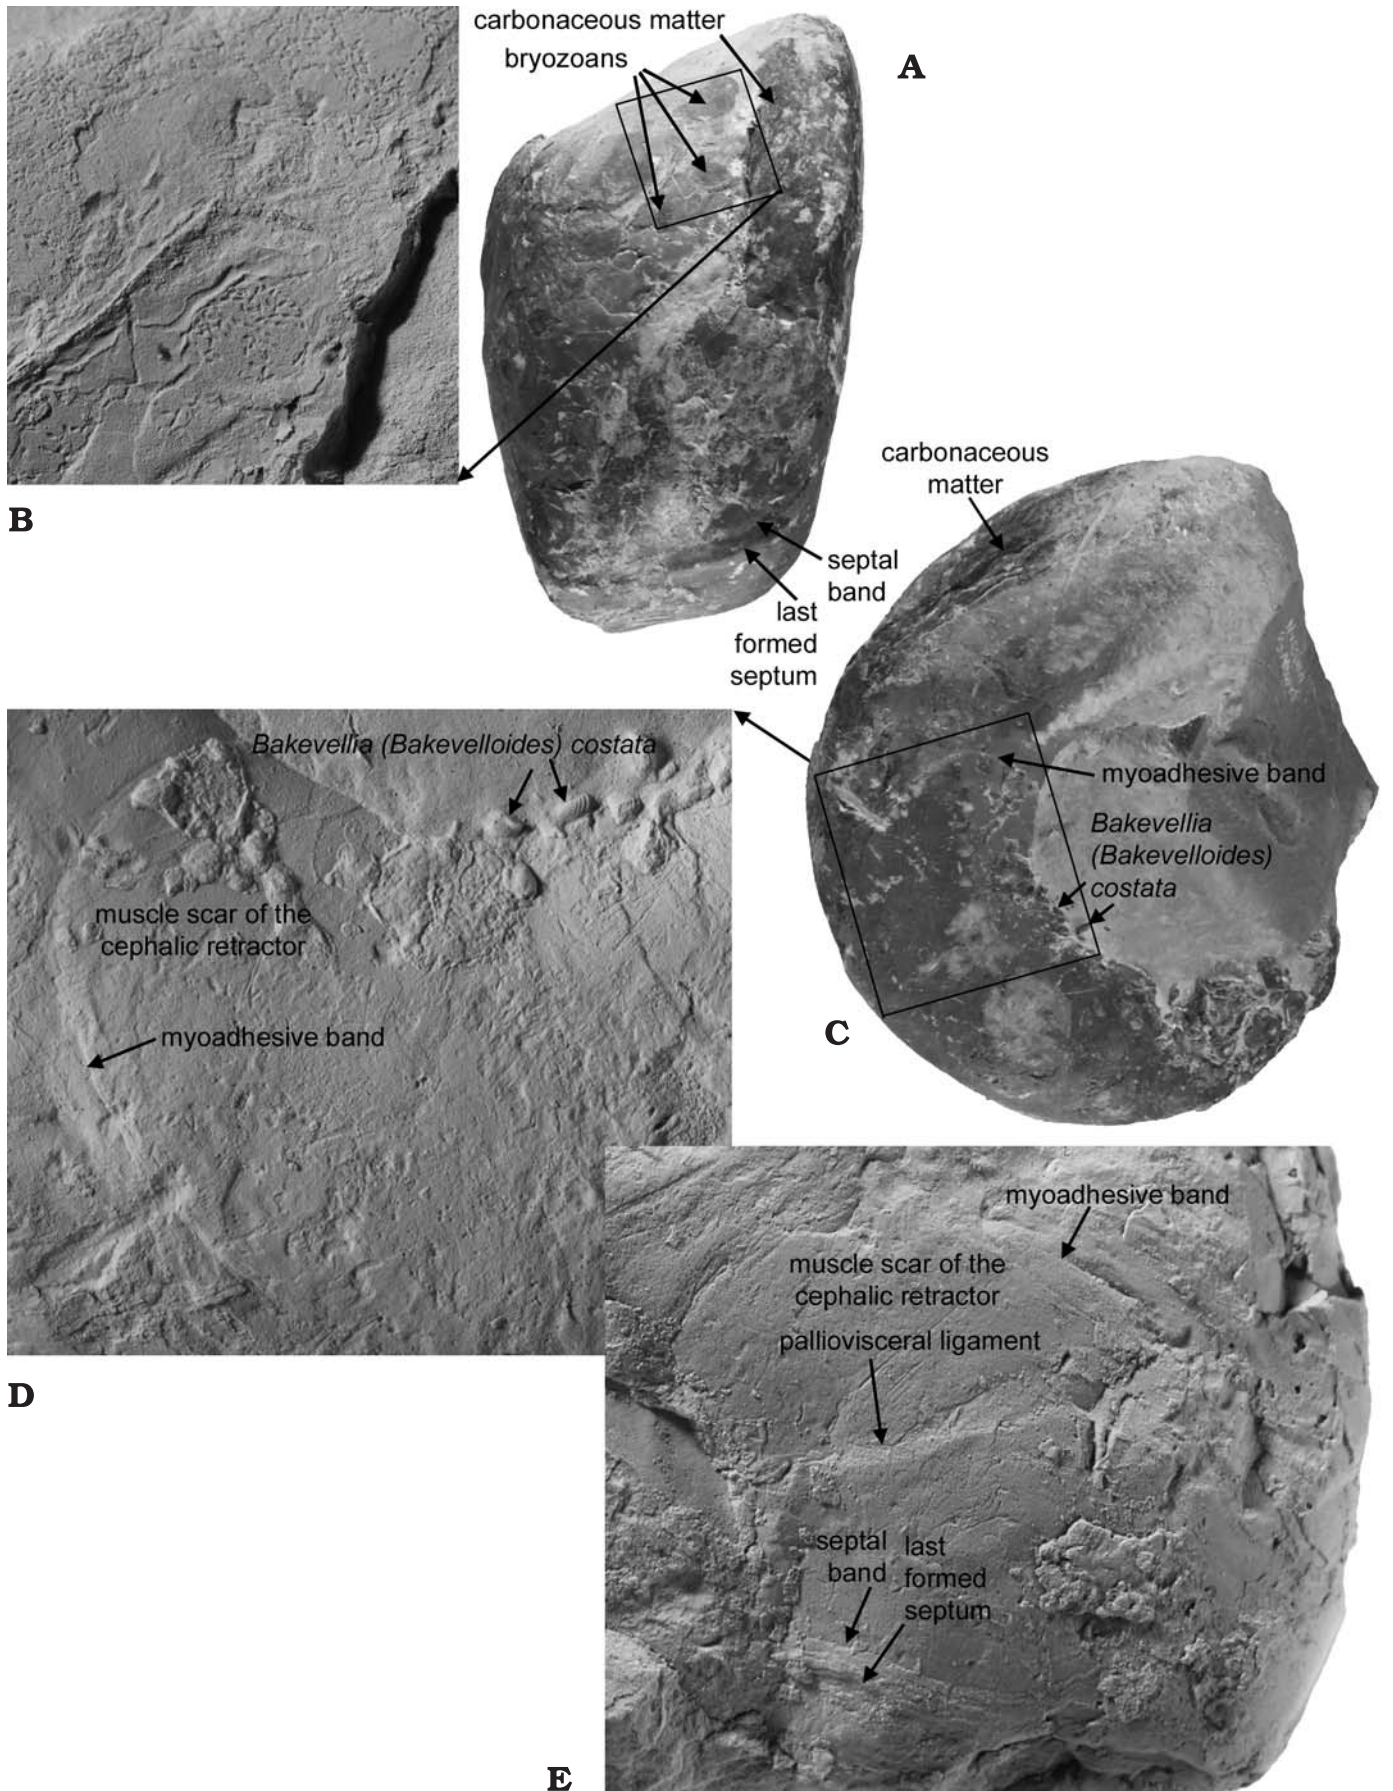 carbonaceous matter
bryozoans
A
B
septal
band
last
formed
septum
carbonaceous
matter
myoadhesive band
Bakevellia
(Bakevelloides)
costata
C
Bakevellia (Bakevelloides) costata
muscle scar of the
cephalic retractor
myoadhesive band
D
myoadhesive band
muscle scar of the
cephalic retractor
palliovisceral ligament
septal
band
last
formed
septum
E